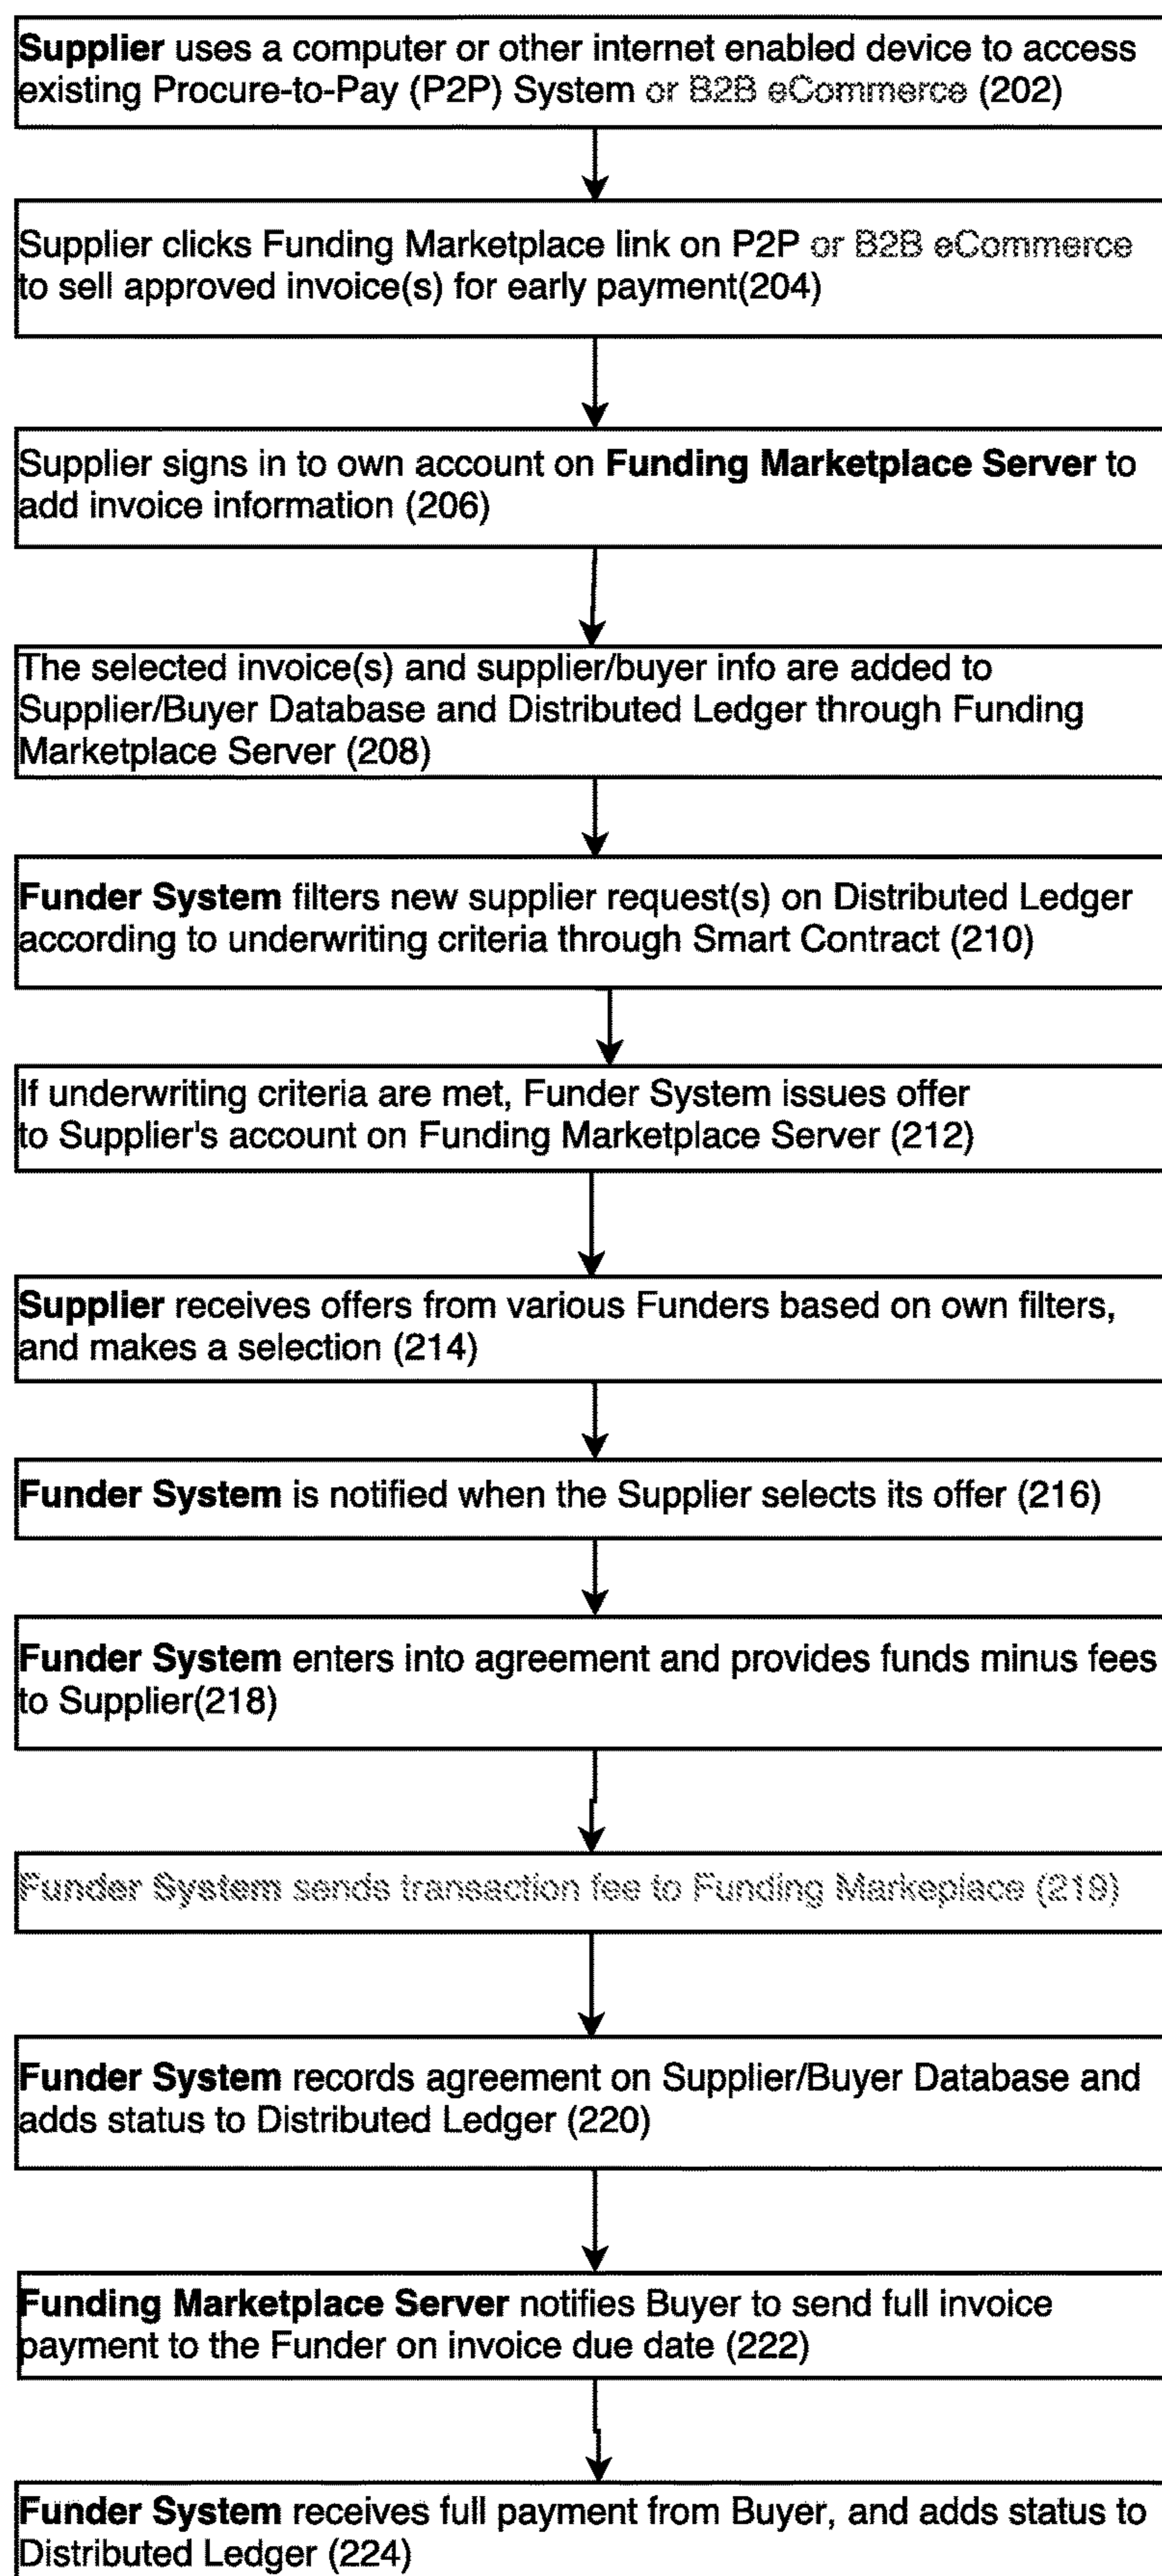 Supplier uses a computer or other internet enabled device to access
existing Procure-to-Pay (P2P) System or B2B eCommerce (202)
Supplier clicks Funding Marketplace link on P2P or B2B eCommerce
to sell approved invoice(s) for early payment(204)
Supplier signs in to own account on Funding Marketplace Server to
add invoice information (206)
The selected invoice(s) and supplier/buyer info are added to
Supplier/Buyer Database and Distributed Ledger through Funding
Marketplace Server (208)
Funder System filters new supplier request(s) on Distributed Ledger
according to underwriting criteria through Smart Contract (210)
If underwriting criteria are met, Funder System issues offer
to Supplier's account on Funding Marketplace Server (212)
Supplier receives offers from various Funders based on own filters,
and makes a selection (214)
Funder System is notified when the Supplier selects its offer (216)
Funder System enters into agreement and provides funds minus fees
to Supplier(218)
Funder System sends transaction fee to Funding Markeplace (219)
Funder System records agreement on Supplier/Buyer Database and
adds status to Distributed Ledger (220)
Funding Marketplace Server notifies Buyer to send full invoice
payment to the Funder on invoice due date (222)
Funder System receives full payment from Buyer, and adds status to
Distributed Ledger (224)